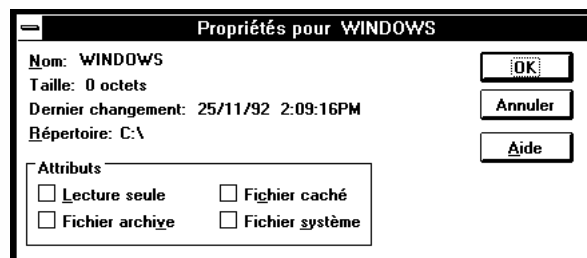 Propriétés pour WINDOWS
Nom: WINDOWS
Taille: 0 octets
Dernier changement: 25/11/92 2:09:16PM
Répertoire: C:\
OK
Annuler
Aide
Attributs
Lecture seule
Fichier caché
Fichier archive
Fichier système